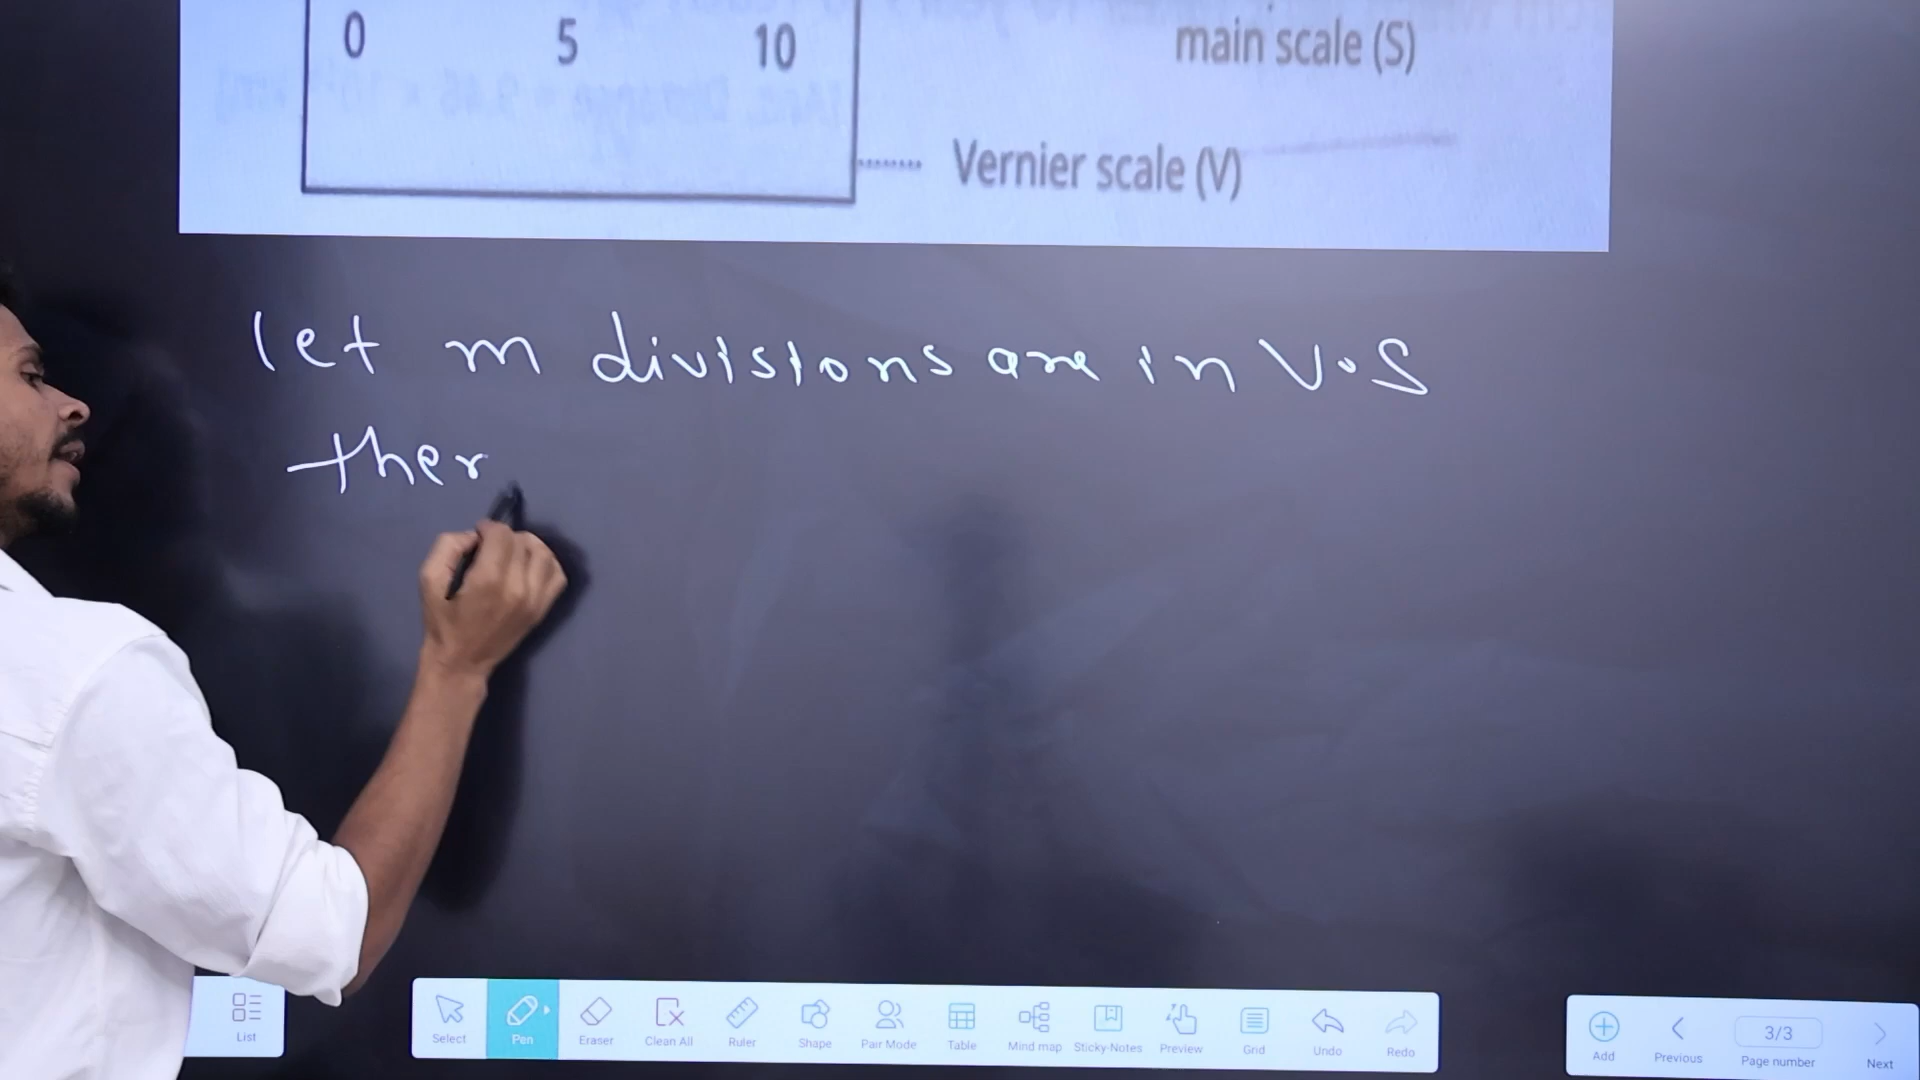 0 5 10 main scale (S)
Vernier scale (V)
let m divisions are in V.S
ther
List
Select Pen Eraser Clean All Ruler Shape Pair Mode Table Mind map Sticky-Notes Preview Grid Undo Redo
Add Previous 3/3 Page number Next